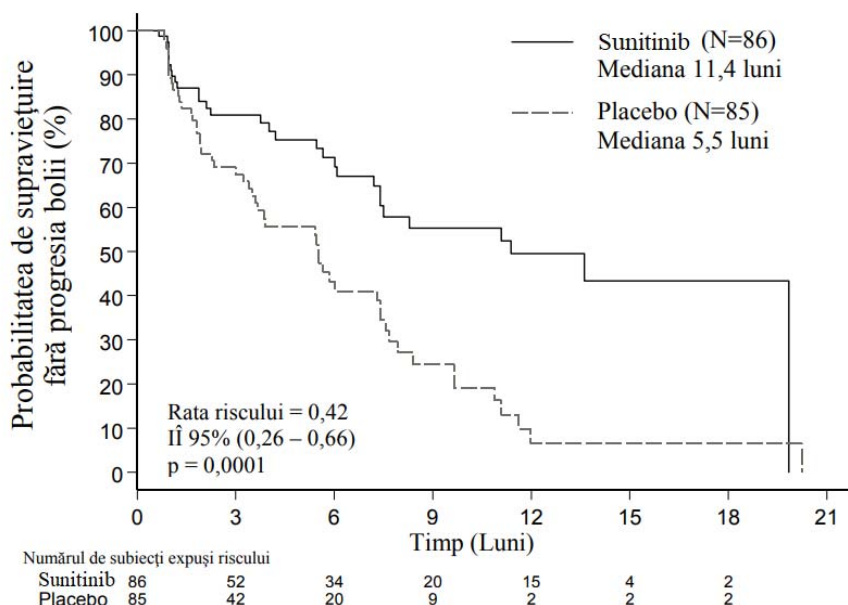 Probabilitatea de supraviețuire
fără progresia bolii (%)
100
90
80
70
60
50
40
30
20
10
0
Sunitinib (N=86)
Mediana 11,4 luni
Placebo (N=85)
Mediana 5,5 luni
Rata riscului = 0,42
IÎ 95% (0,26 – 0,66)
p = 0,0001
0 3 6 9 12 15 18 21
Timp (Luni)
Numărul de subiecți expuși riscului
Sunitinib 86 52 34 20 15 4 2
Placebo 85 42 20 9 2 2 2